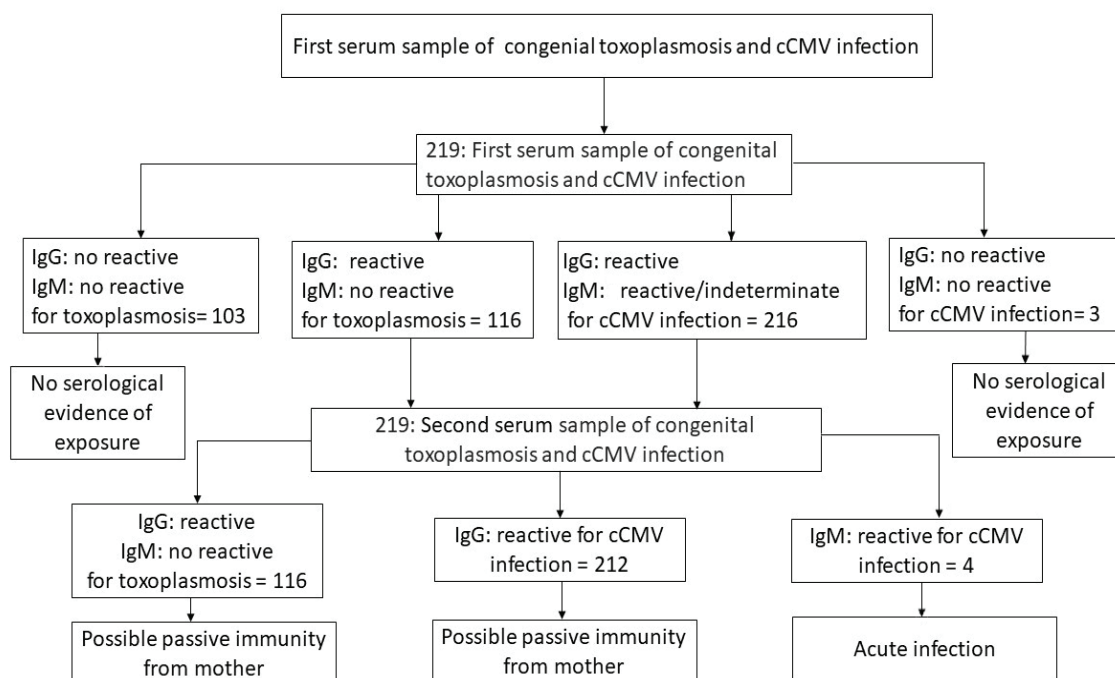 First serum sample of congenial toxoplasmosis and cCMV infection
219: First serum sample of congenital
toxoplasmosis and cCMV infection
IgG: no reactive
IgM: no reactive
for toxoplasmosis= 103
IgG: reactive
IgM: no reactive
for toxoplasmosis = 116
IgG: reactive
IgM: reactive/indeterminate
for cCMV infection = 216
IgG: no reactive
IgM: no reactive
for cCMV infection= 3
No serological
evidence of
exposure
No serological
evidence of
exposure
219: Second serum sample of congenital
toxoplasmosis and cCMV infection
IgG: reactive
IgM: no reactive
for toxoplasmosis = 116
IgG: reactive for cCMV
infection = 212
IgM: reactive for cCMV
infection = 4
Possible passive immunity
from mother
Possible passive immunity
from mother
Acute infection